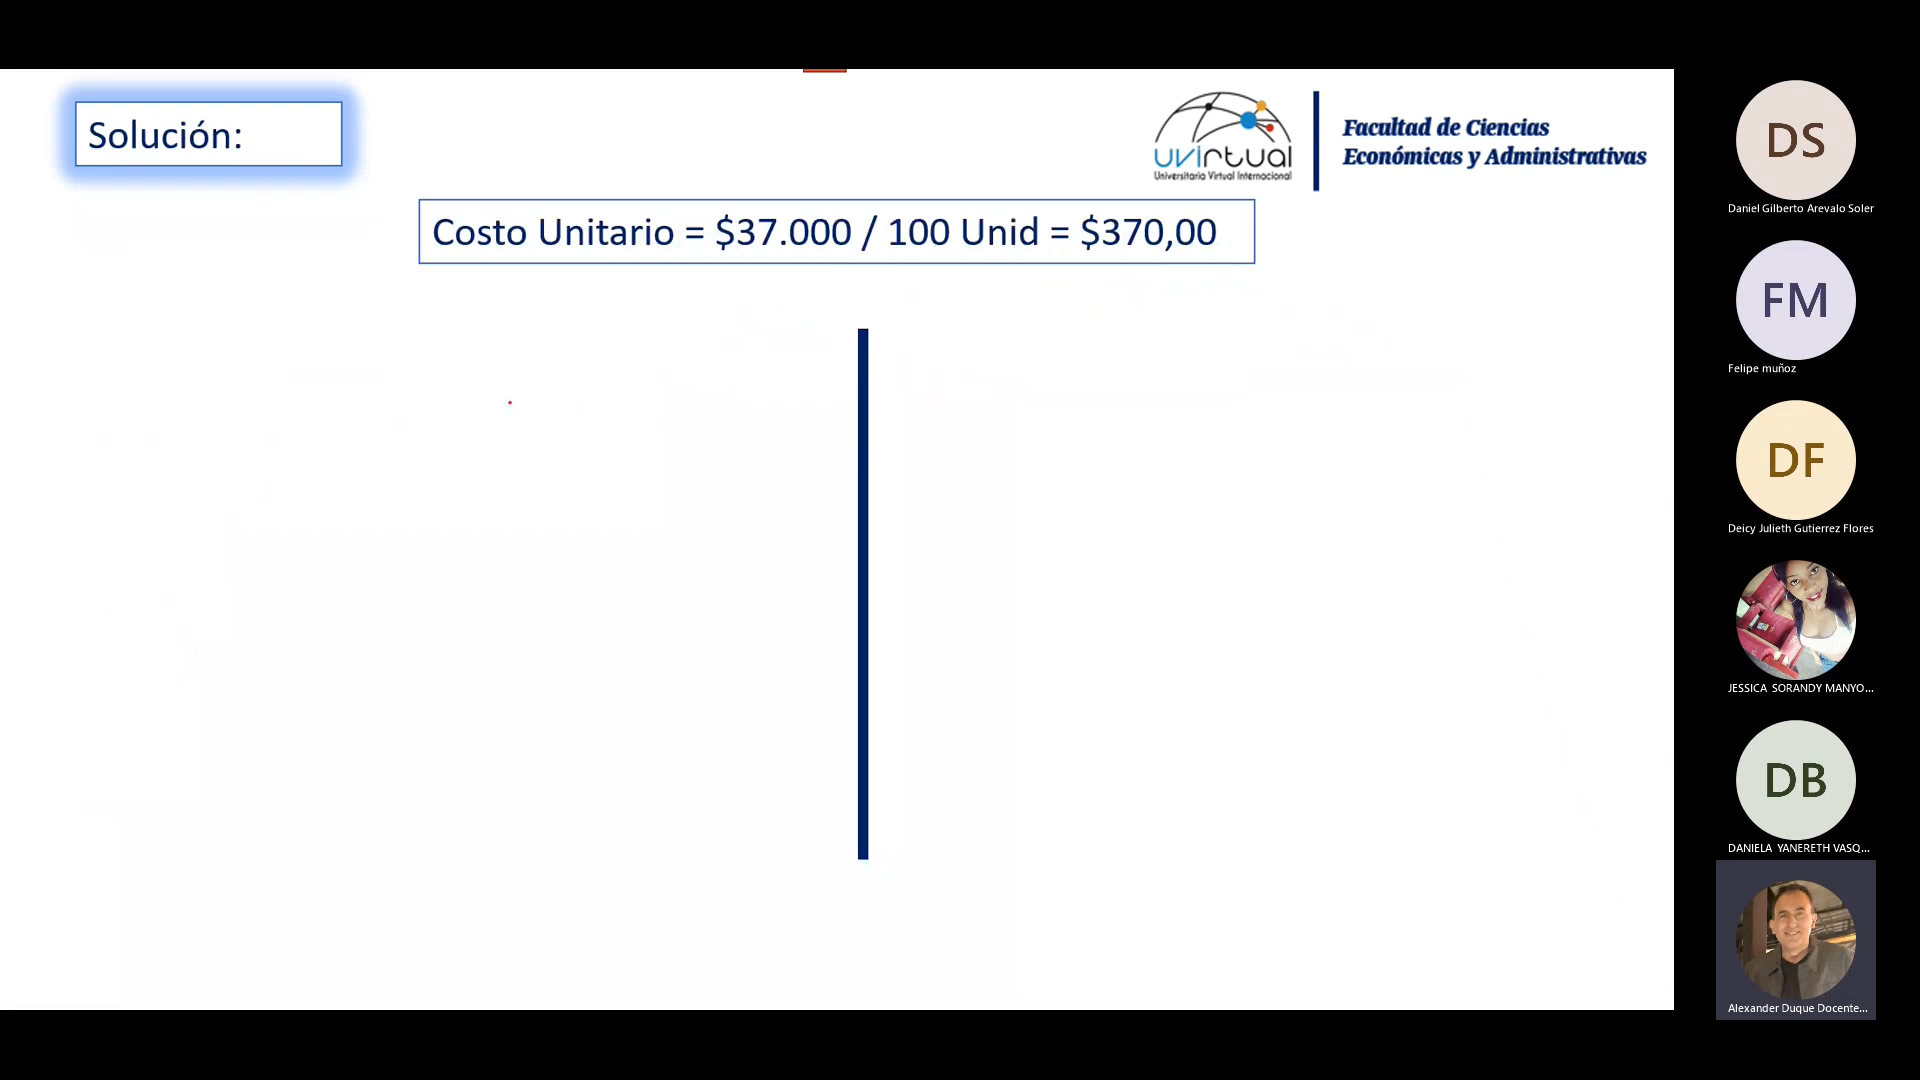 Solución:
uvirtual
Universitaria Virtual Internacional
Facultad de Ciencias
Económicas y Administrativas
Costo Unitario = $37.000 / 100 Unid = $370,00
DS
Daniel Gilberto Arevalo Soler
FM
Felipe muñoz
DF
Deicy Julieth Gutierrez Flores
JESSICA SORANDY MANYO...
DB
DANIELA YANERETH VASQ...
Alexander Duque Docente...